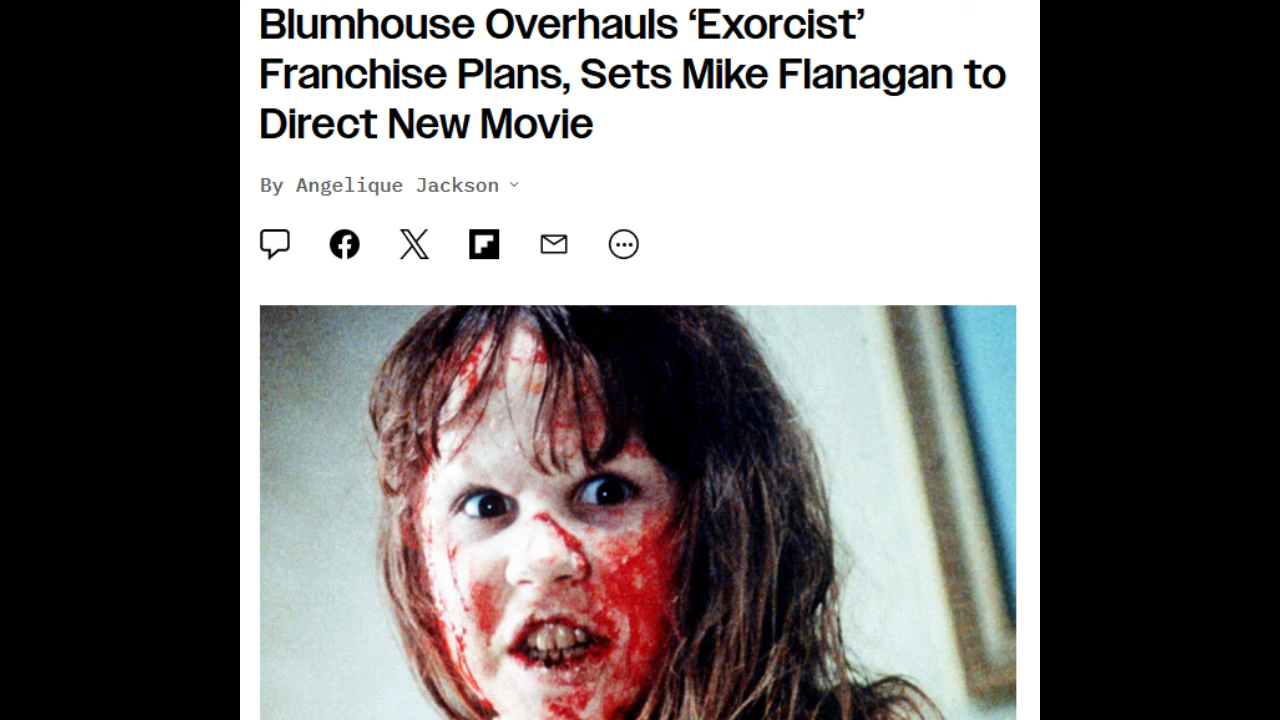 Blumhouse Overhauls ‘Exorcist’
Franchise Plans, Sets Mike Flanagan to
Direct New Movie
By Angelique Jackson